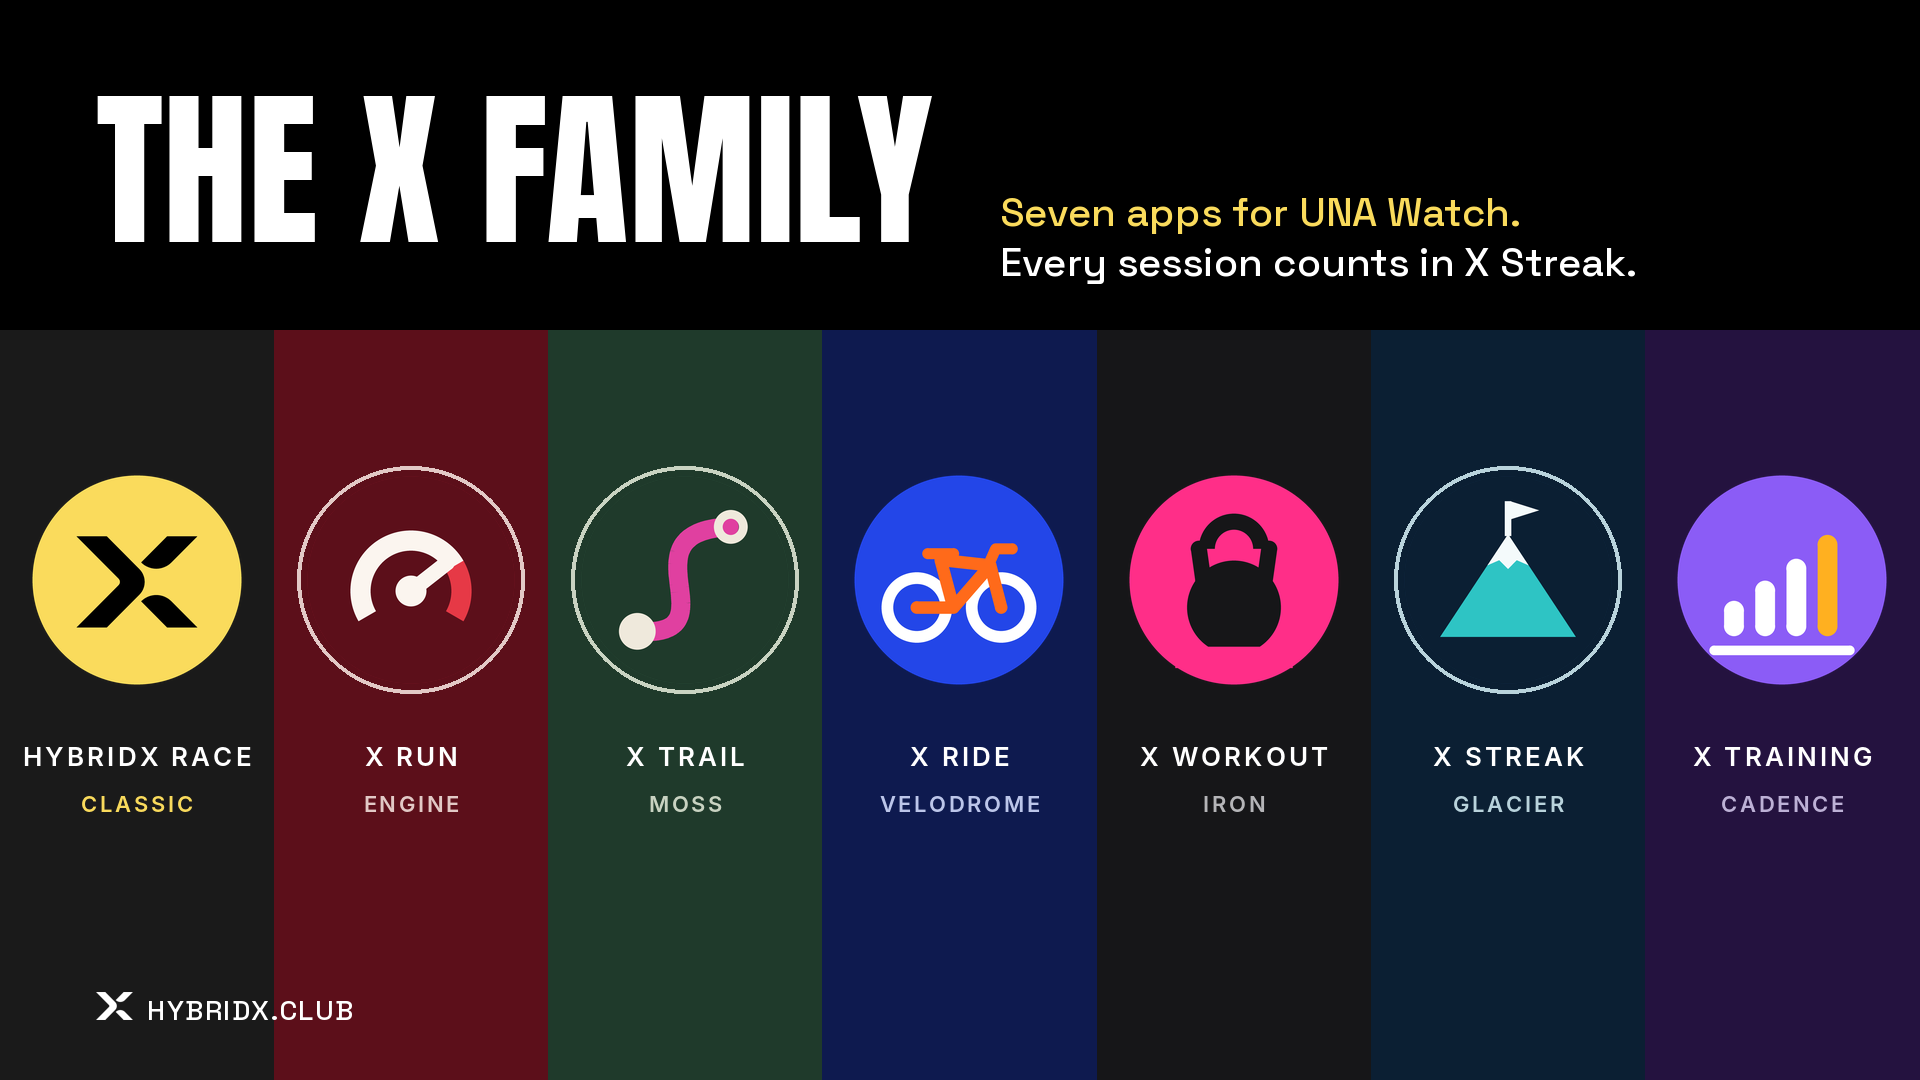 THE X FAMILY
Seven apps for UNA Watch.
Every session counts in X Streak.
HYBRIDX RACE
CLASSIC
X RUN
ENGINE
X TRAIL
MOSS
X RIDE
VELODROME
X WORKOUT
IRON
X STREAK
GLACIER
X TRAINING
CADENCE
HYBRIDX.CLUB